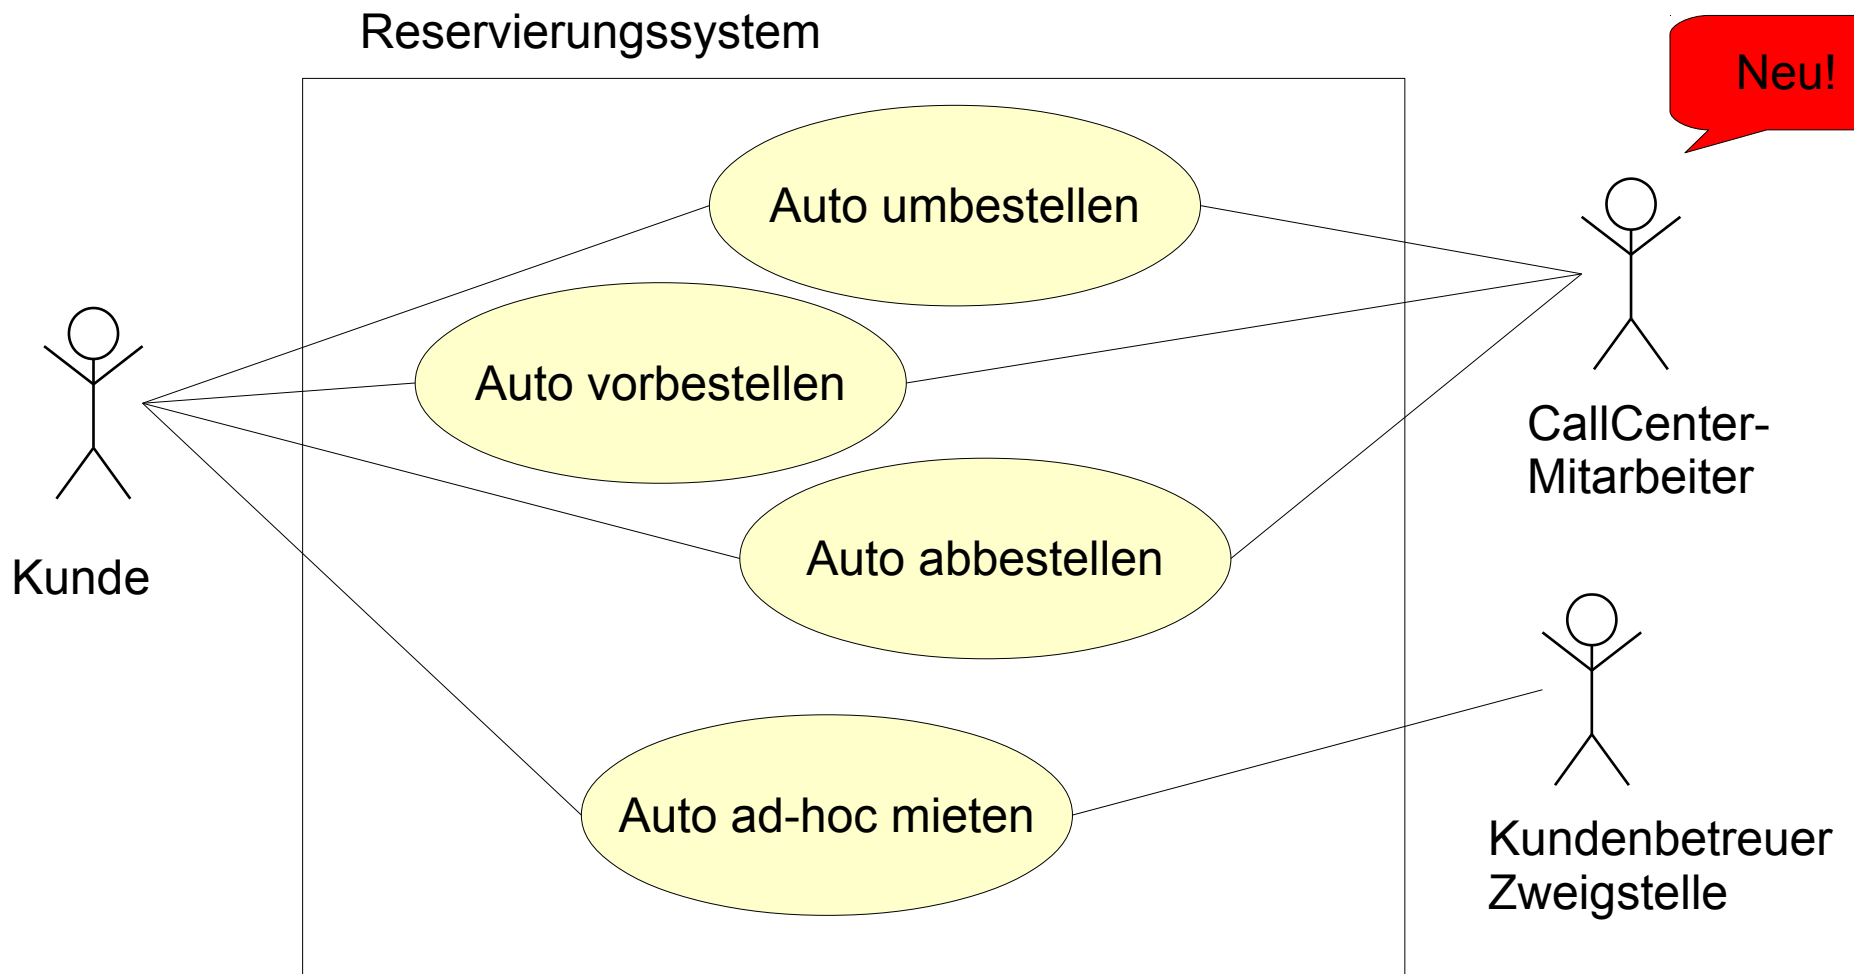 Reservierungssystem
Neu!
Auto umbestellen
Auto vorbestellen
CallCenter-
Mitarbeiter
Auto abbestellen
Kunde
Auto ad-hoc mieten
Kundenbetreuer
Zweigstelle